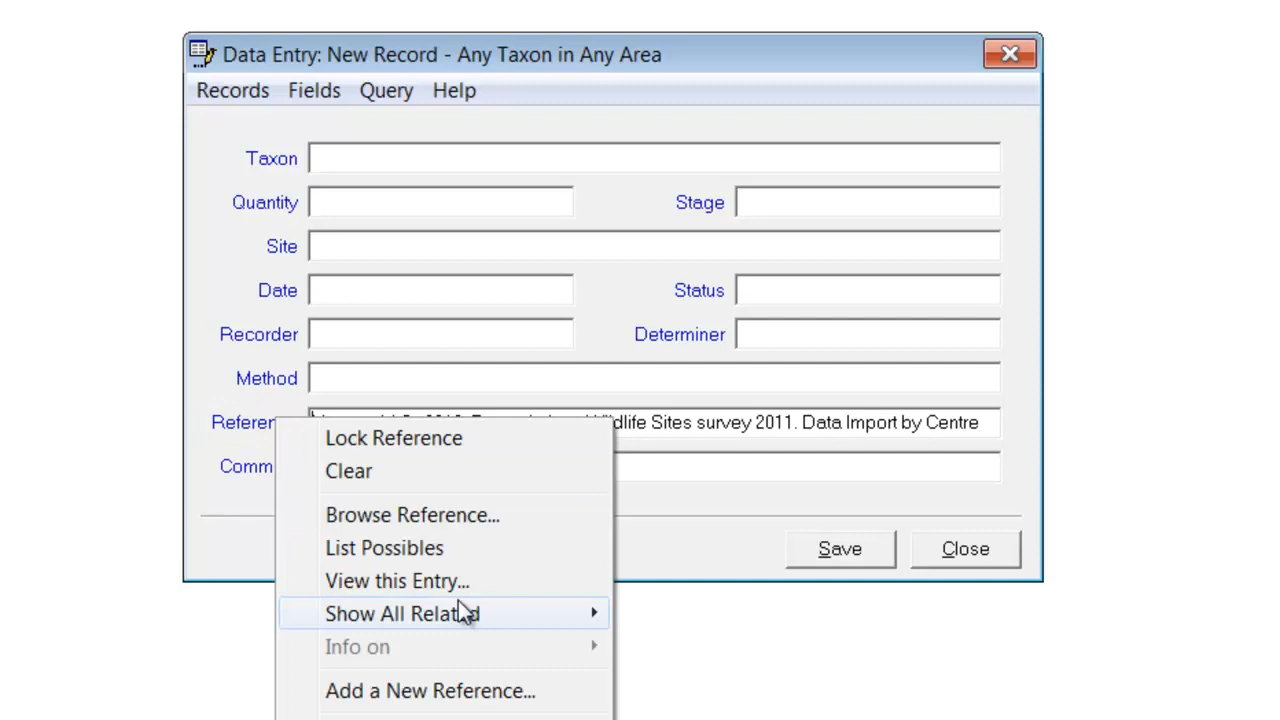 Data Entry: New Record - Any Taxon in Any Area
Records Fields Query Help
Taxon
Quantity Stage
Site
Date Status
Recorder Determiner
Method
Sites survey 2011. Data Import by Centre
Lock Reference
Clear
Browse Reference...
List Possibles
Save Close
View this Entry...
Show All Related
Info on
Add a New Reference...